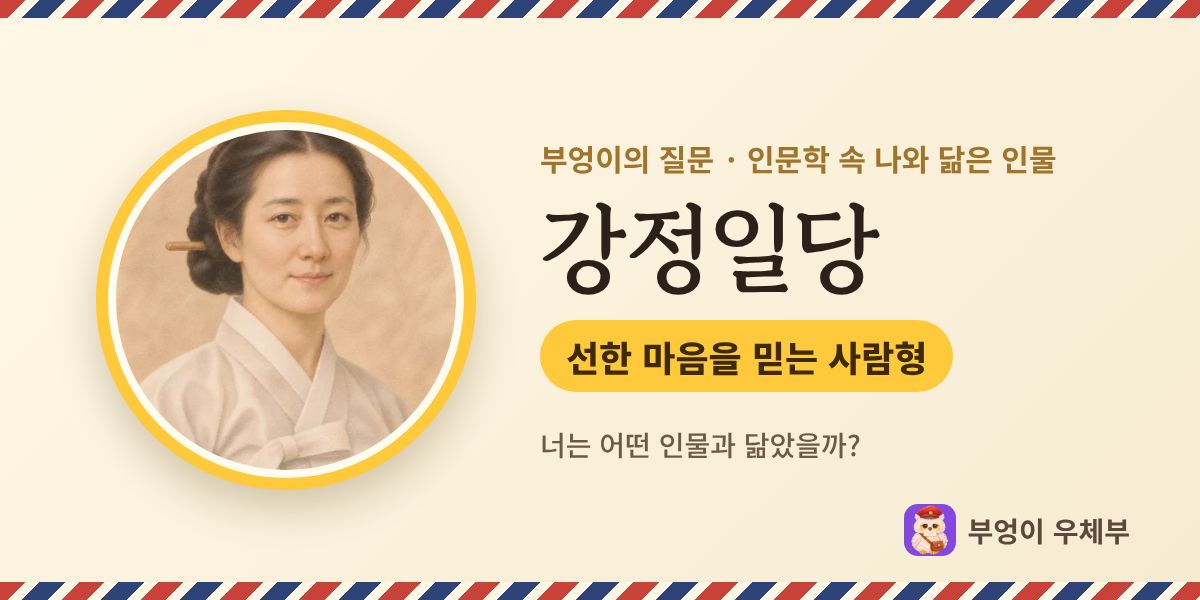 부엉이의 질문 · 인문학 속 나와 닮은 인물
강정일당
선한 마음을 믿는 사람형
너는 어떤 인물과 닮았을까?
부엉이 우체부